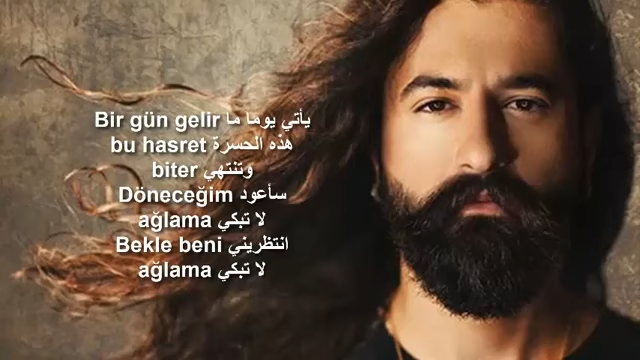 Bir gün gelir يأتي يوما ما
bu hasret هذه الحسرة
biter وتنتهي
Döneceğim سأعود
ağlama لا تبكي
Bekle beni انتظريني
ağlama لا تبكي